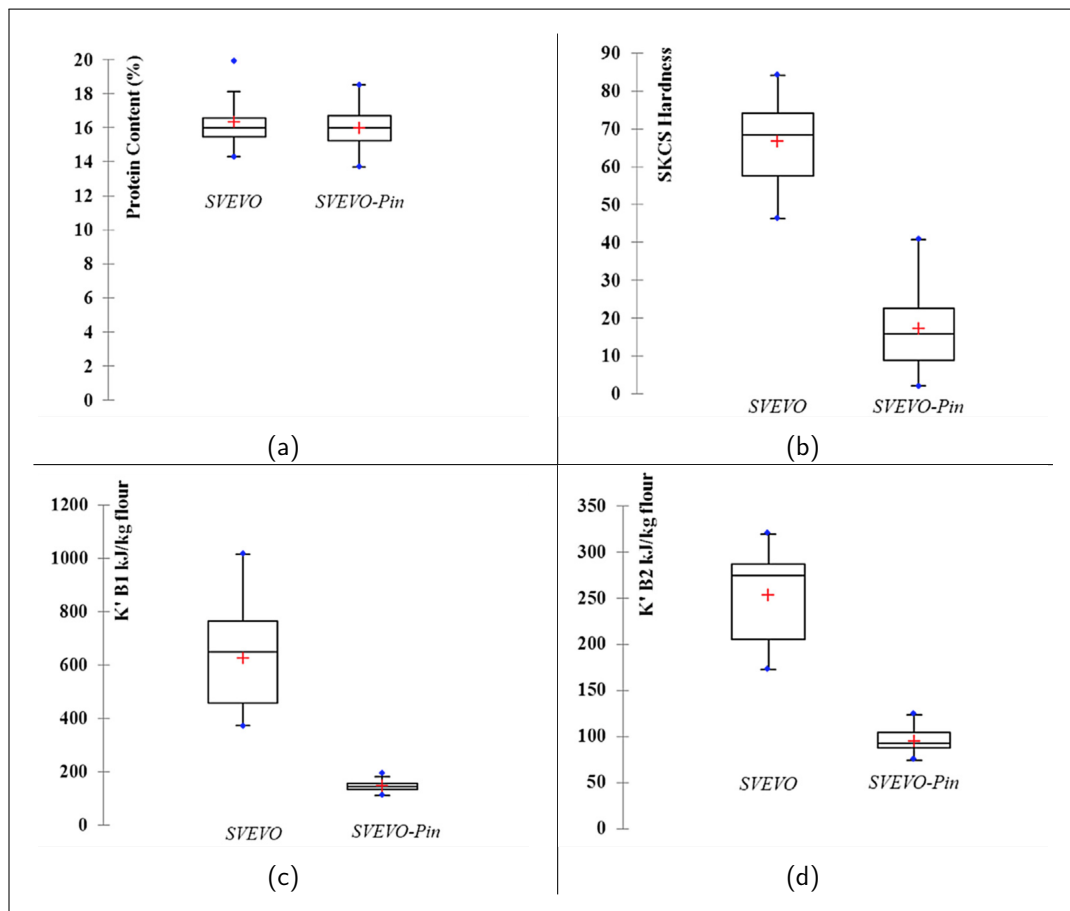 Protein Content (%)
20
18
16
14
12
10
8
6
4
2
0
SVEVO
SVEVO-Pin
(a)
SKCS Hardness
90
80
70
60
50
40
30
20
10
0
SVEVO
SVEVO-Pin
(b)
K' B1 kJ/kg flour
1200
1000
800
600
400
200
0
SVEVO
SVEVO-Pin
(c)
K' B2 kJ/kg flour
350
300
250
200
150
100
50
0
SVEVO
SVEVO-Pin
(d)